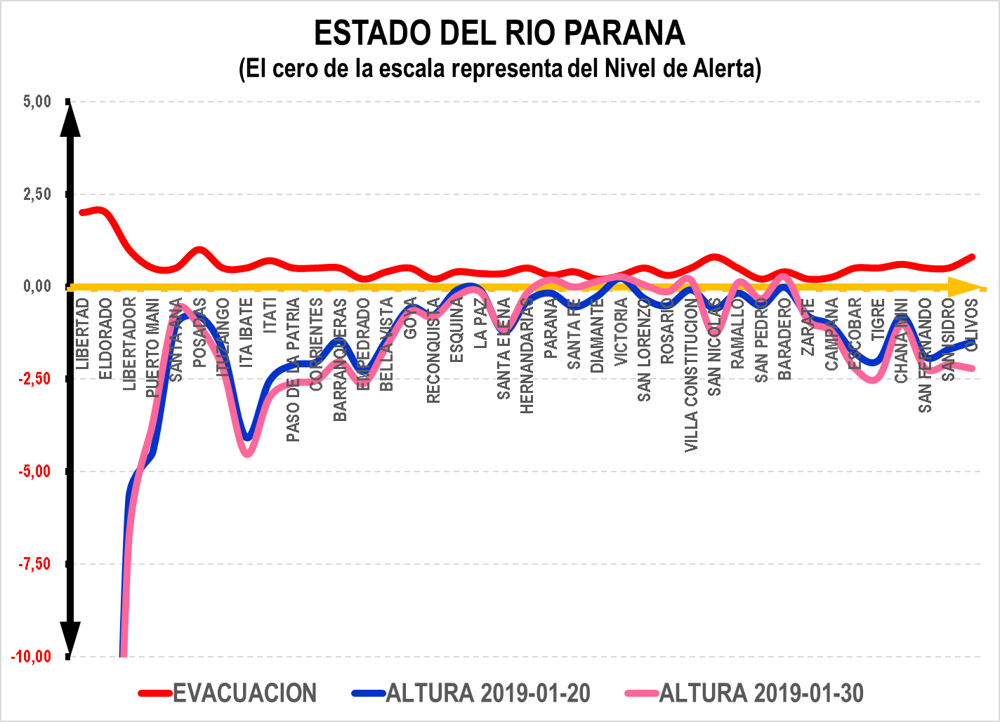 ESTADO DEL RIO PARANA
(El cero de la escala representa del Nivel de Alerta)
5,00
2,50
0,00
-2,50
-5,00
-7,50
-10,00
LIBERTAD
ELDORADO
LIBERTADOR
PUERTO MANI
SANTA ANA
POSADAS
ITUZAINGO
ITA IBATE
ITATI
PASO DE LA PATRIA
CORRIENTES
BARRANQUERAS
EMPEDRADO
BELLA VISTA
GOYA
RECONQUISTA
ESQUINA
LA PAZ
SANTA ELENA
HERNANDARIAS
PARANA
SANTA FE
DIAMANTE
VICTORIA
SAN LORENZO
ROSARIO
VILLA CONSTITUCION
SAN NICOLAS
RAMALLO
SAN PEDRO
BARADERO
ZARATE
CAMPANA
ESCOBAR
TIGRE
CHANA MINI
SAN FERNANDO
SAN ISIDRO
OLIVOS
EVACUACION
ALTURA 2019-01-20
ALTURA 2019-01-30